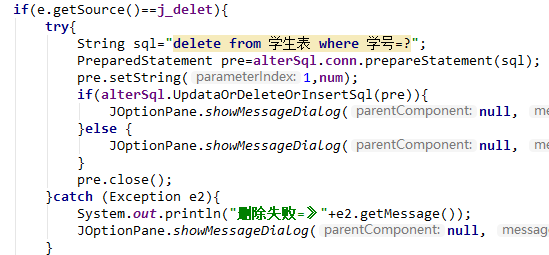 if(e.getSource()==j_delet){
try{
String sql="delete from 学生表 where 学号=?";
PreparedStatement pre=alterSql.conn.prepareStatement(sql);
pre.setString( parameterIndex: 1,num);
if(alterSql.UpdataOrDeleteOrInsertSql(pre)){
JOptionPane.showMessageDialog( parentComponent: null, me
}else {
JOptionPane.showMessageDialog( parentComponent: null, me
}
pre.close();
}catch (Exception e2){
System.out.println("删除失败=》"+e2.getMessage());
JOptionPane.showMessageDialog( parentComponent: null, message
}